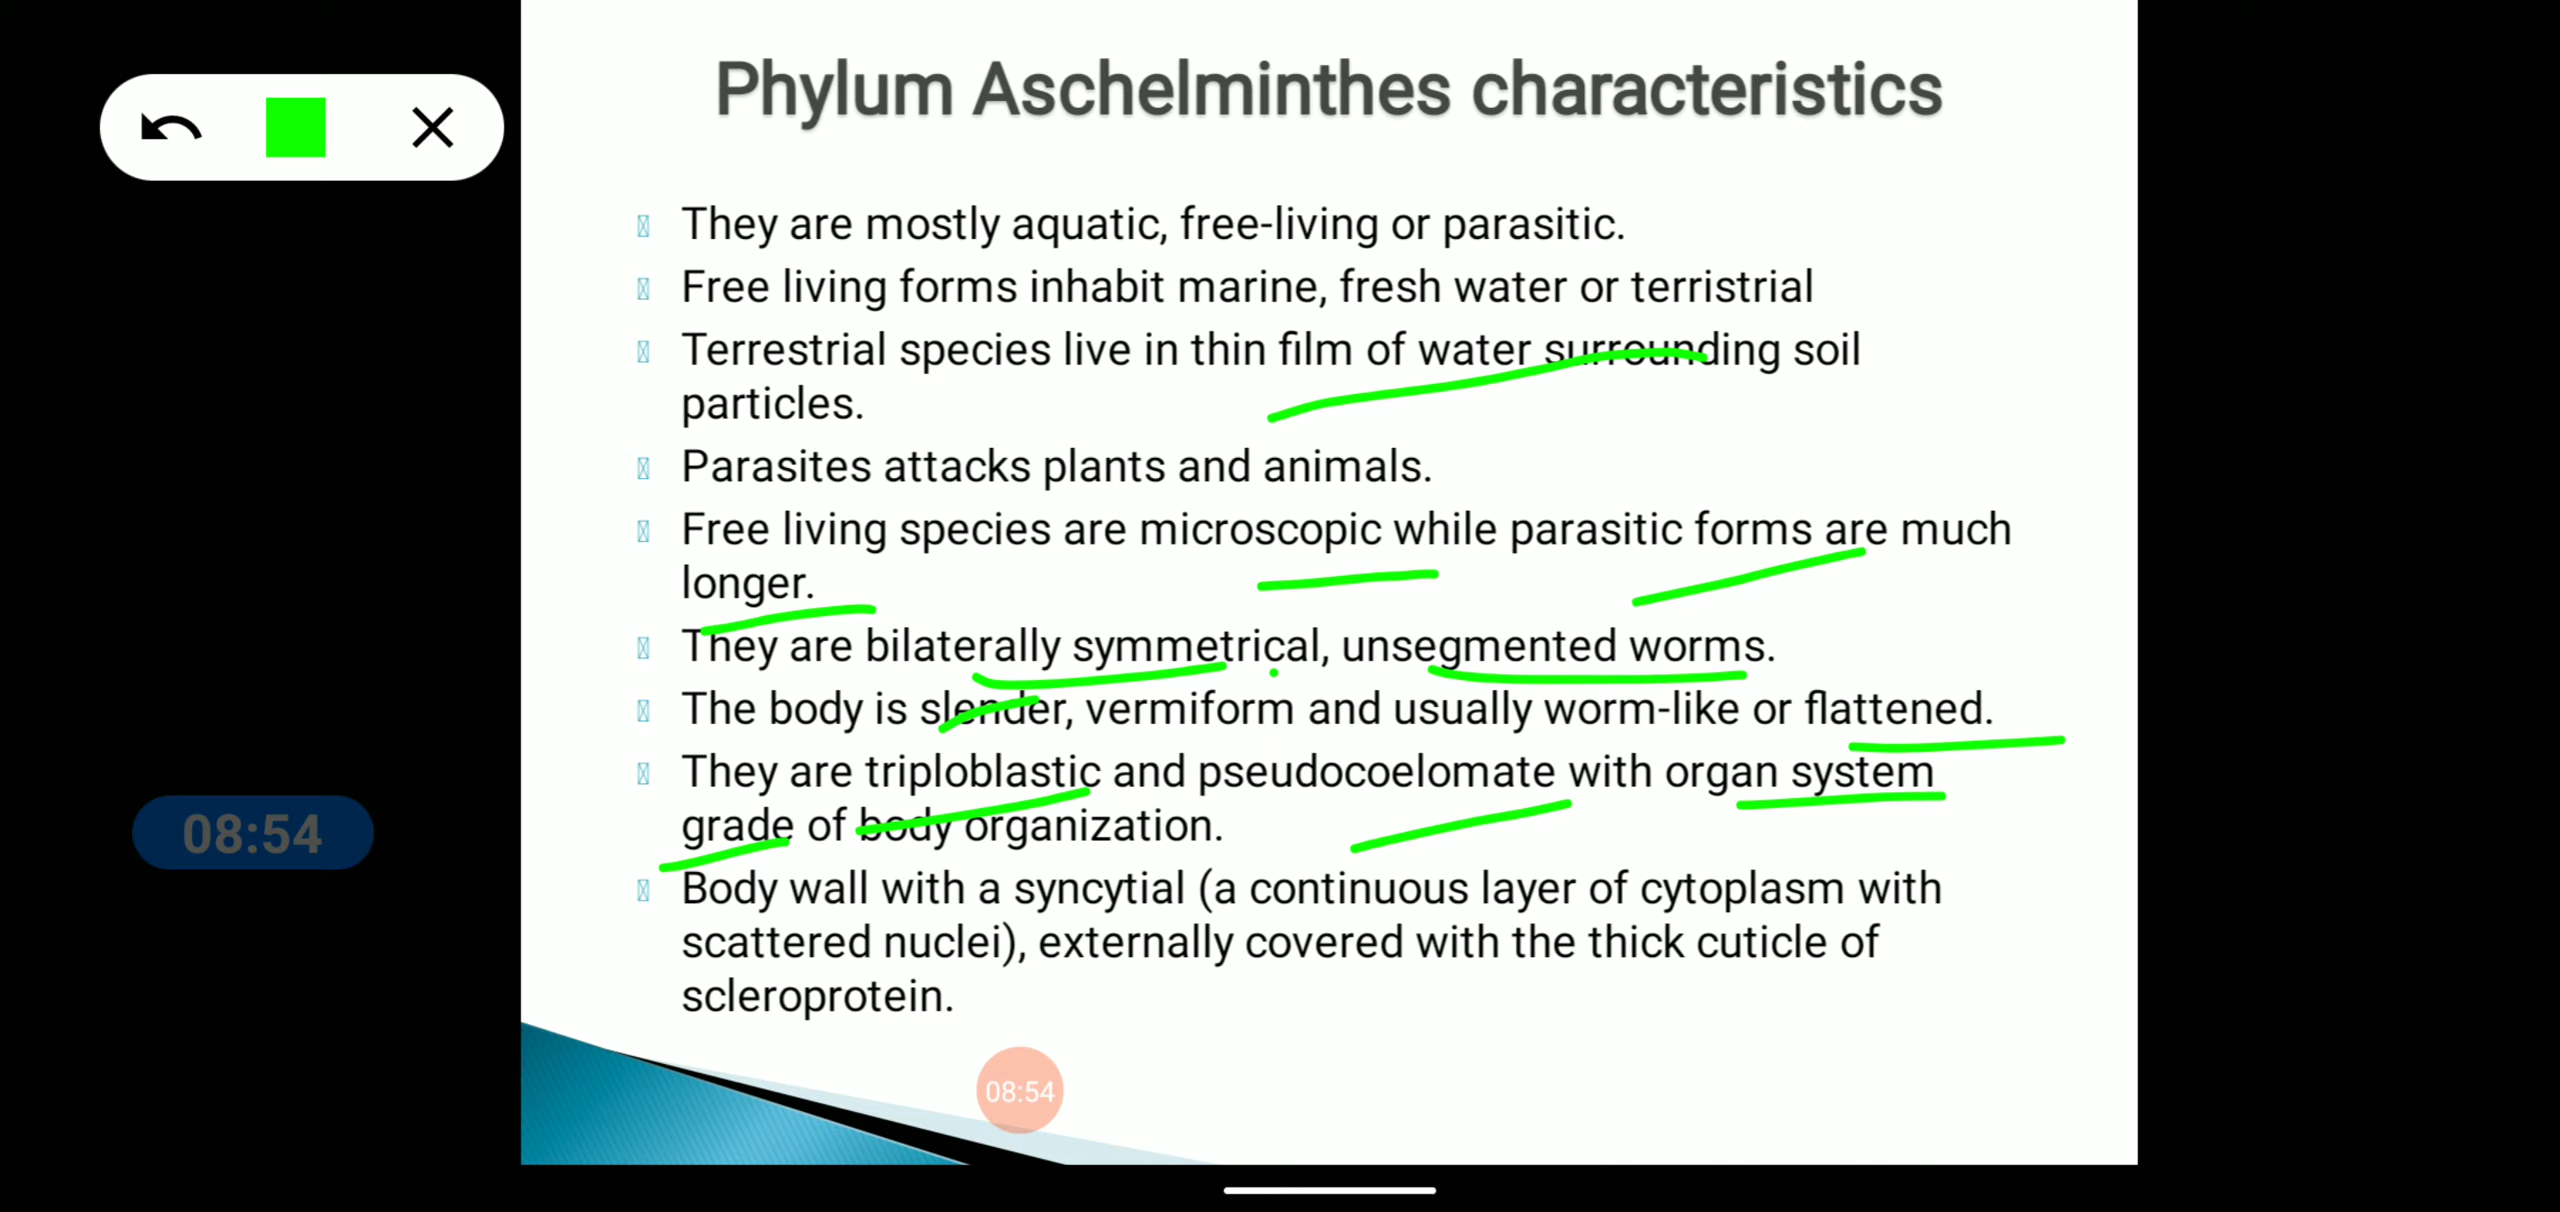 Phylum Aschelminthes characteristics
They are mostly aquatic, free-living or parasitic.
Free living forms inhabit marine, fresh water or terristrial
Terrestrial species live in thin film of water surrounding soil
particles.
Parasites attacks plants and animals.
Free living species are microscopic while parasitic forms are much
longer.
They are bilaterally symmetrical, unsegmented worms.
The body is slender, vermiform and usually worm-like or flattened.
They are triploblastic and pseudocoelomate with organ system
grade of body organization.
Body wall with a syncytial (a continuous layer of cytoplasm with
scattered nuclei), externally covered with the thick cuticle of
scleroprotein.
08:54
08:54